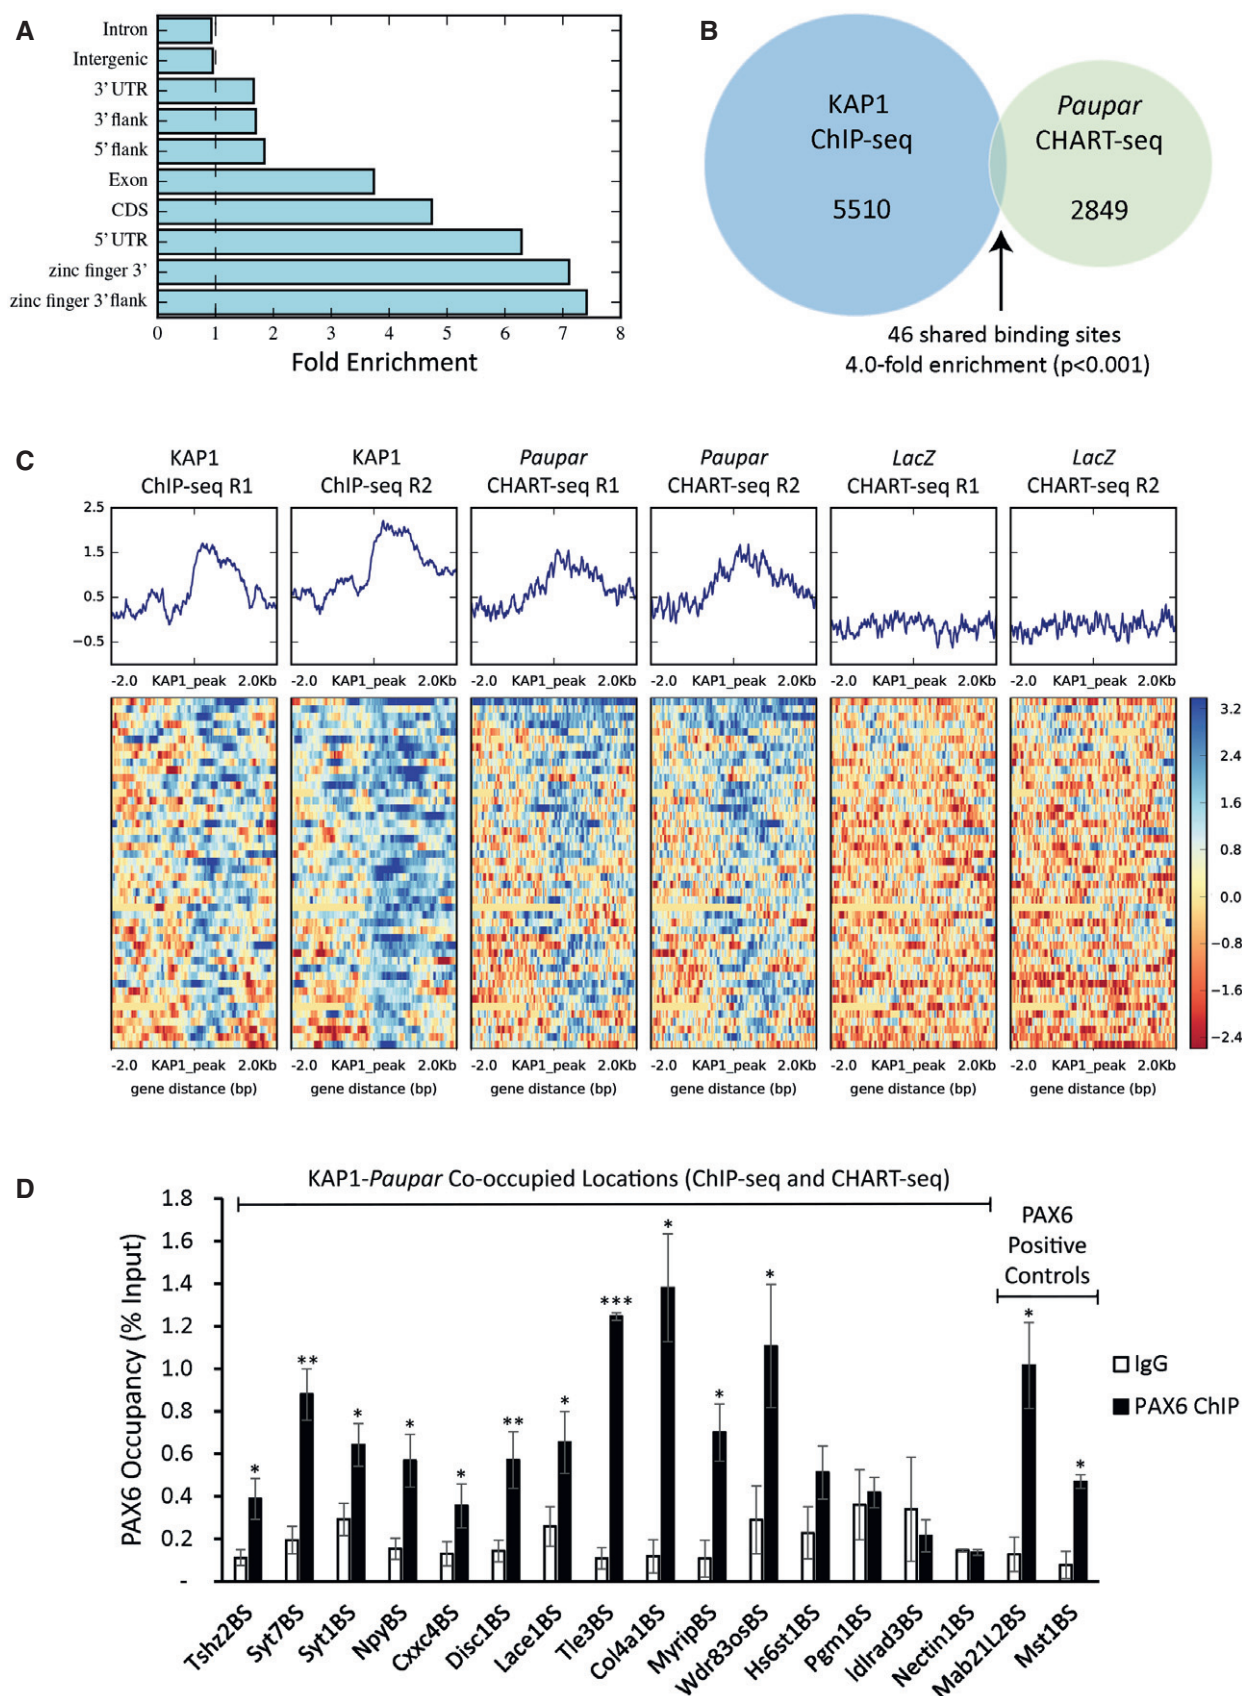 A
Intron
Intergenic
3' UTR
3' flank
5' flank
Exon
CDS
5' UTR
zinc finger 3'
zinc finger 3' flank
0 1 2 3 4 5 6 7 8
Fold Enrichment
B
KAP1
ChIP-seq
5510
Paupar
CHART-seq
2849
46 shared binding sites
4.0-fold enrichment (p<0.001)
C
KAP1
ChIP-seq R1
KAP1
ChIP-seq R2
Paupar
CHART-seq R1
Paupar
CHART-seq R2
LacZ
CHART-seq R1
LacZ
CHART-seq R2
2.5
1.5
0.5
−0.5
-2.0 KAP1_peak 2.0Kb
-2.0 KAP1_peak 2.0Kb
-2.0 KAP1_peak 2.0Kb
-2.0 KAP1_peak 2.0Kb
-2.0 KAP1_peak 2.0Kb
-2.0 KAP1_peak 2.0Kb
3.2
2.4
1.6
0.8
0.0
−0.8
−1.6
−2.4
-2.0 KAP1_peak 2.0Kb
-2.0 KAP1_peak 2.0Kb
-2.0 KAP1_peak 2.0Kb
-2.0 KAP1_peak 2.0Kb
-2.0 KAP1_peak 2.0Kb
-2.0 KAP1_peak 2.0Kb
gene distance (bp)
gene distance (bp)
gene distance (bp)
gene distance (bp)
gene distance (bp)
gene distance (bp)
D
KAP1-Paupar Co-occupied Locations (ChIP-seq and CHART-seq)
PAX6
Positive
Controls
PAX6 Occupancy (% Input)
1.8
1.6
1.4
1.2
1.0
0.8
0.6
0.4
0.2
-
*
**
*
*
*
**
*
***
*
*
*
*
*
IgG
PAX6 ChIP
Tshz2BS
Syt7BS
Syt1BS
NpyBS
Cxxc4BS
Disc1BS
Lace1BS
Tle3BS
Col4a1BS
MyripBS
Wdr83osBS
Hs6st1BS
Pgm1BS
ldlrad3BS
Nectin1BS
Mab21L2BS
Mst1BS